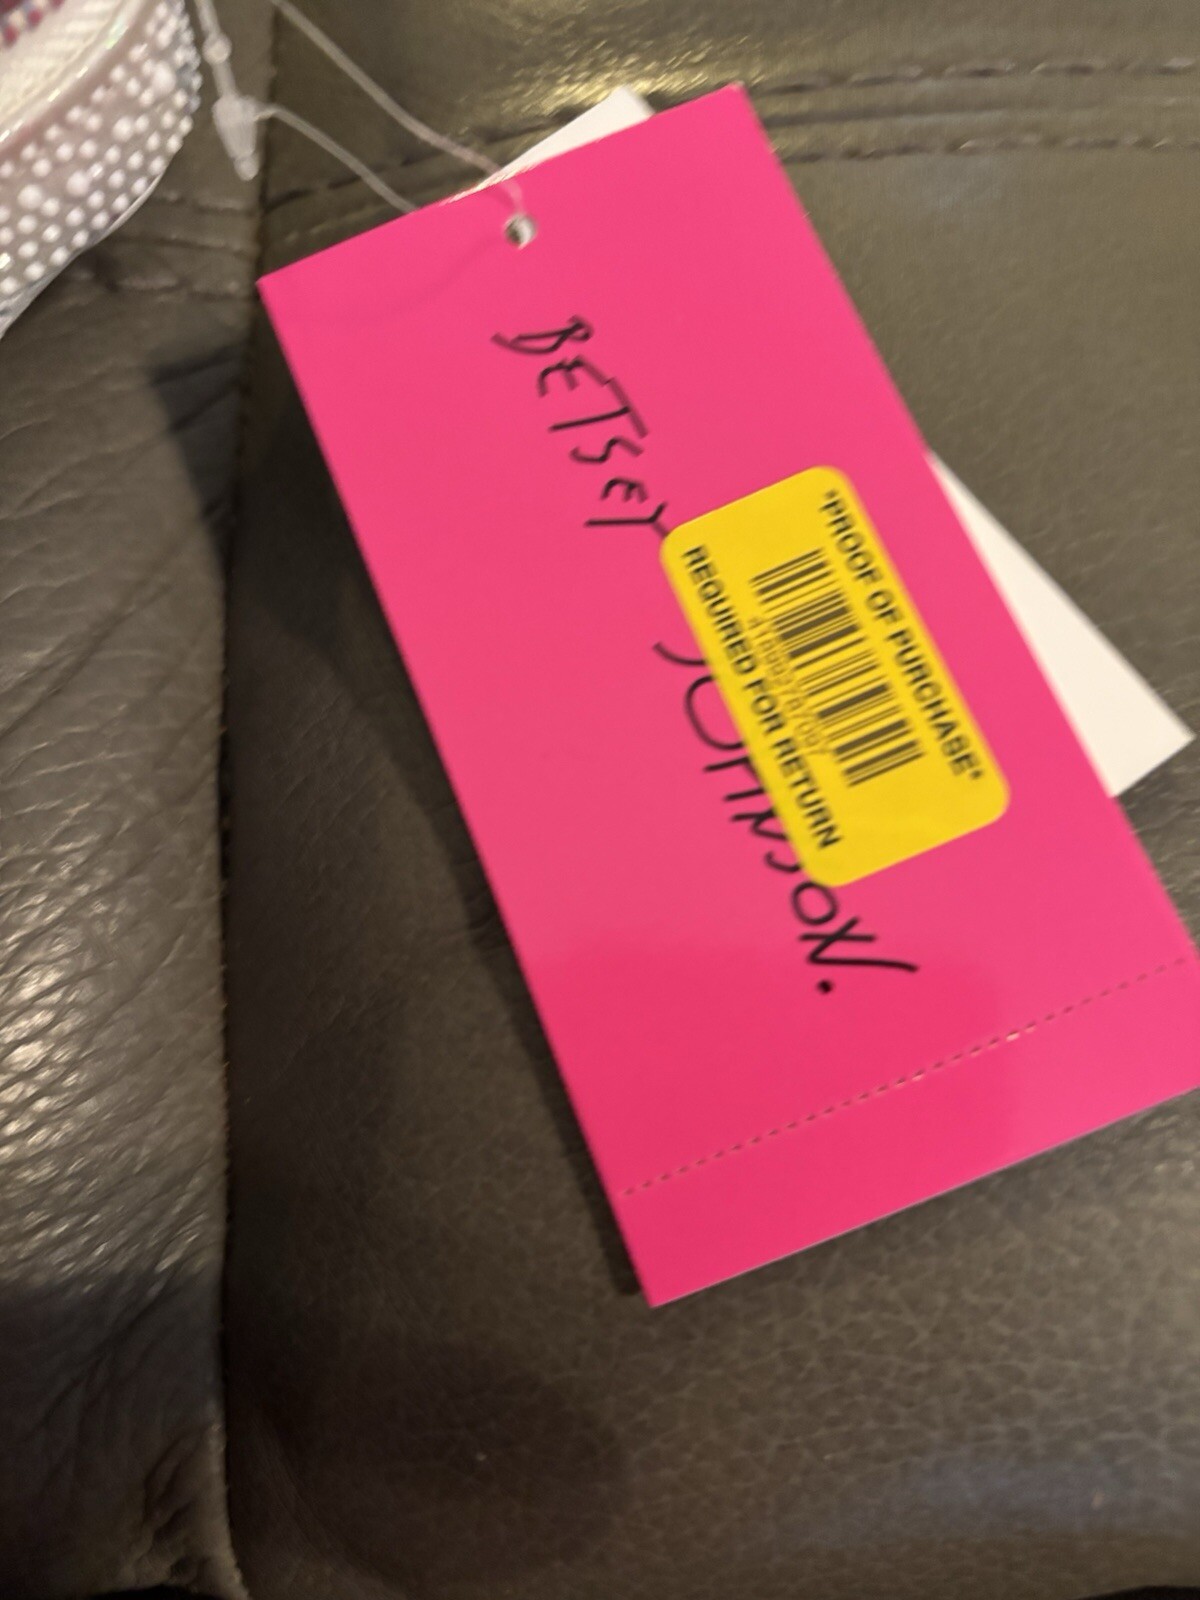 BETSEY JOHNSON.
*PROOF OF PURCHASE*
REQUIRED FOR RETURN